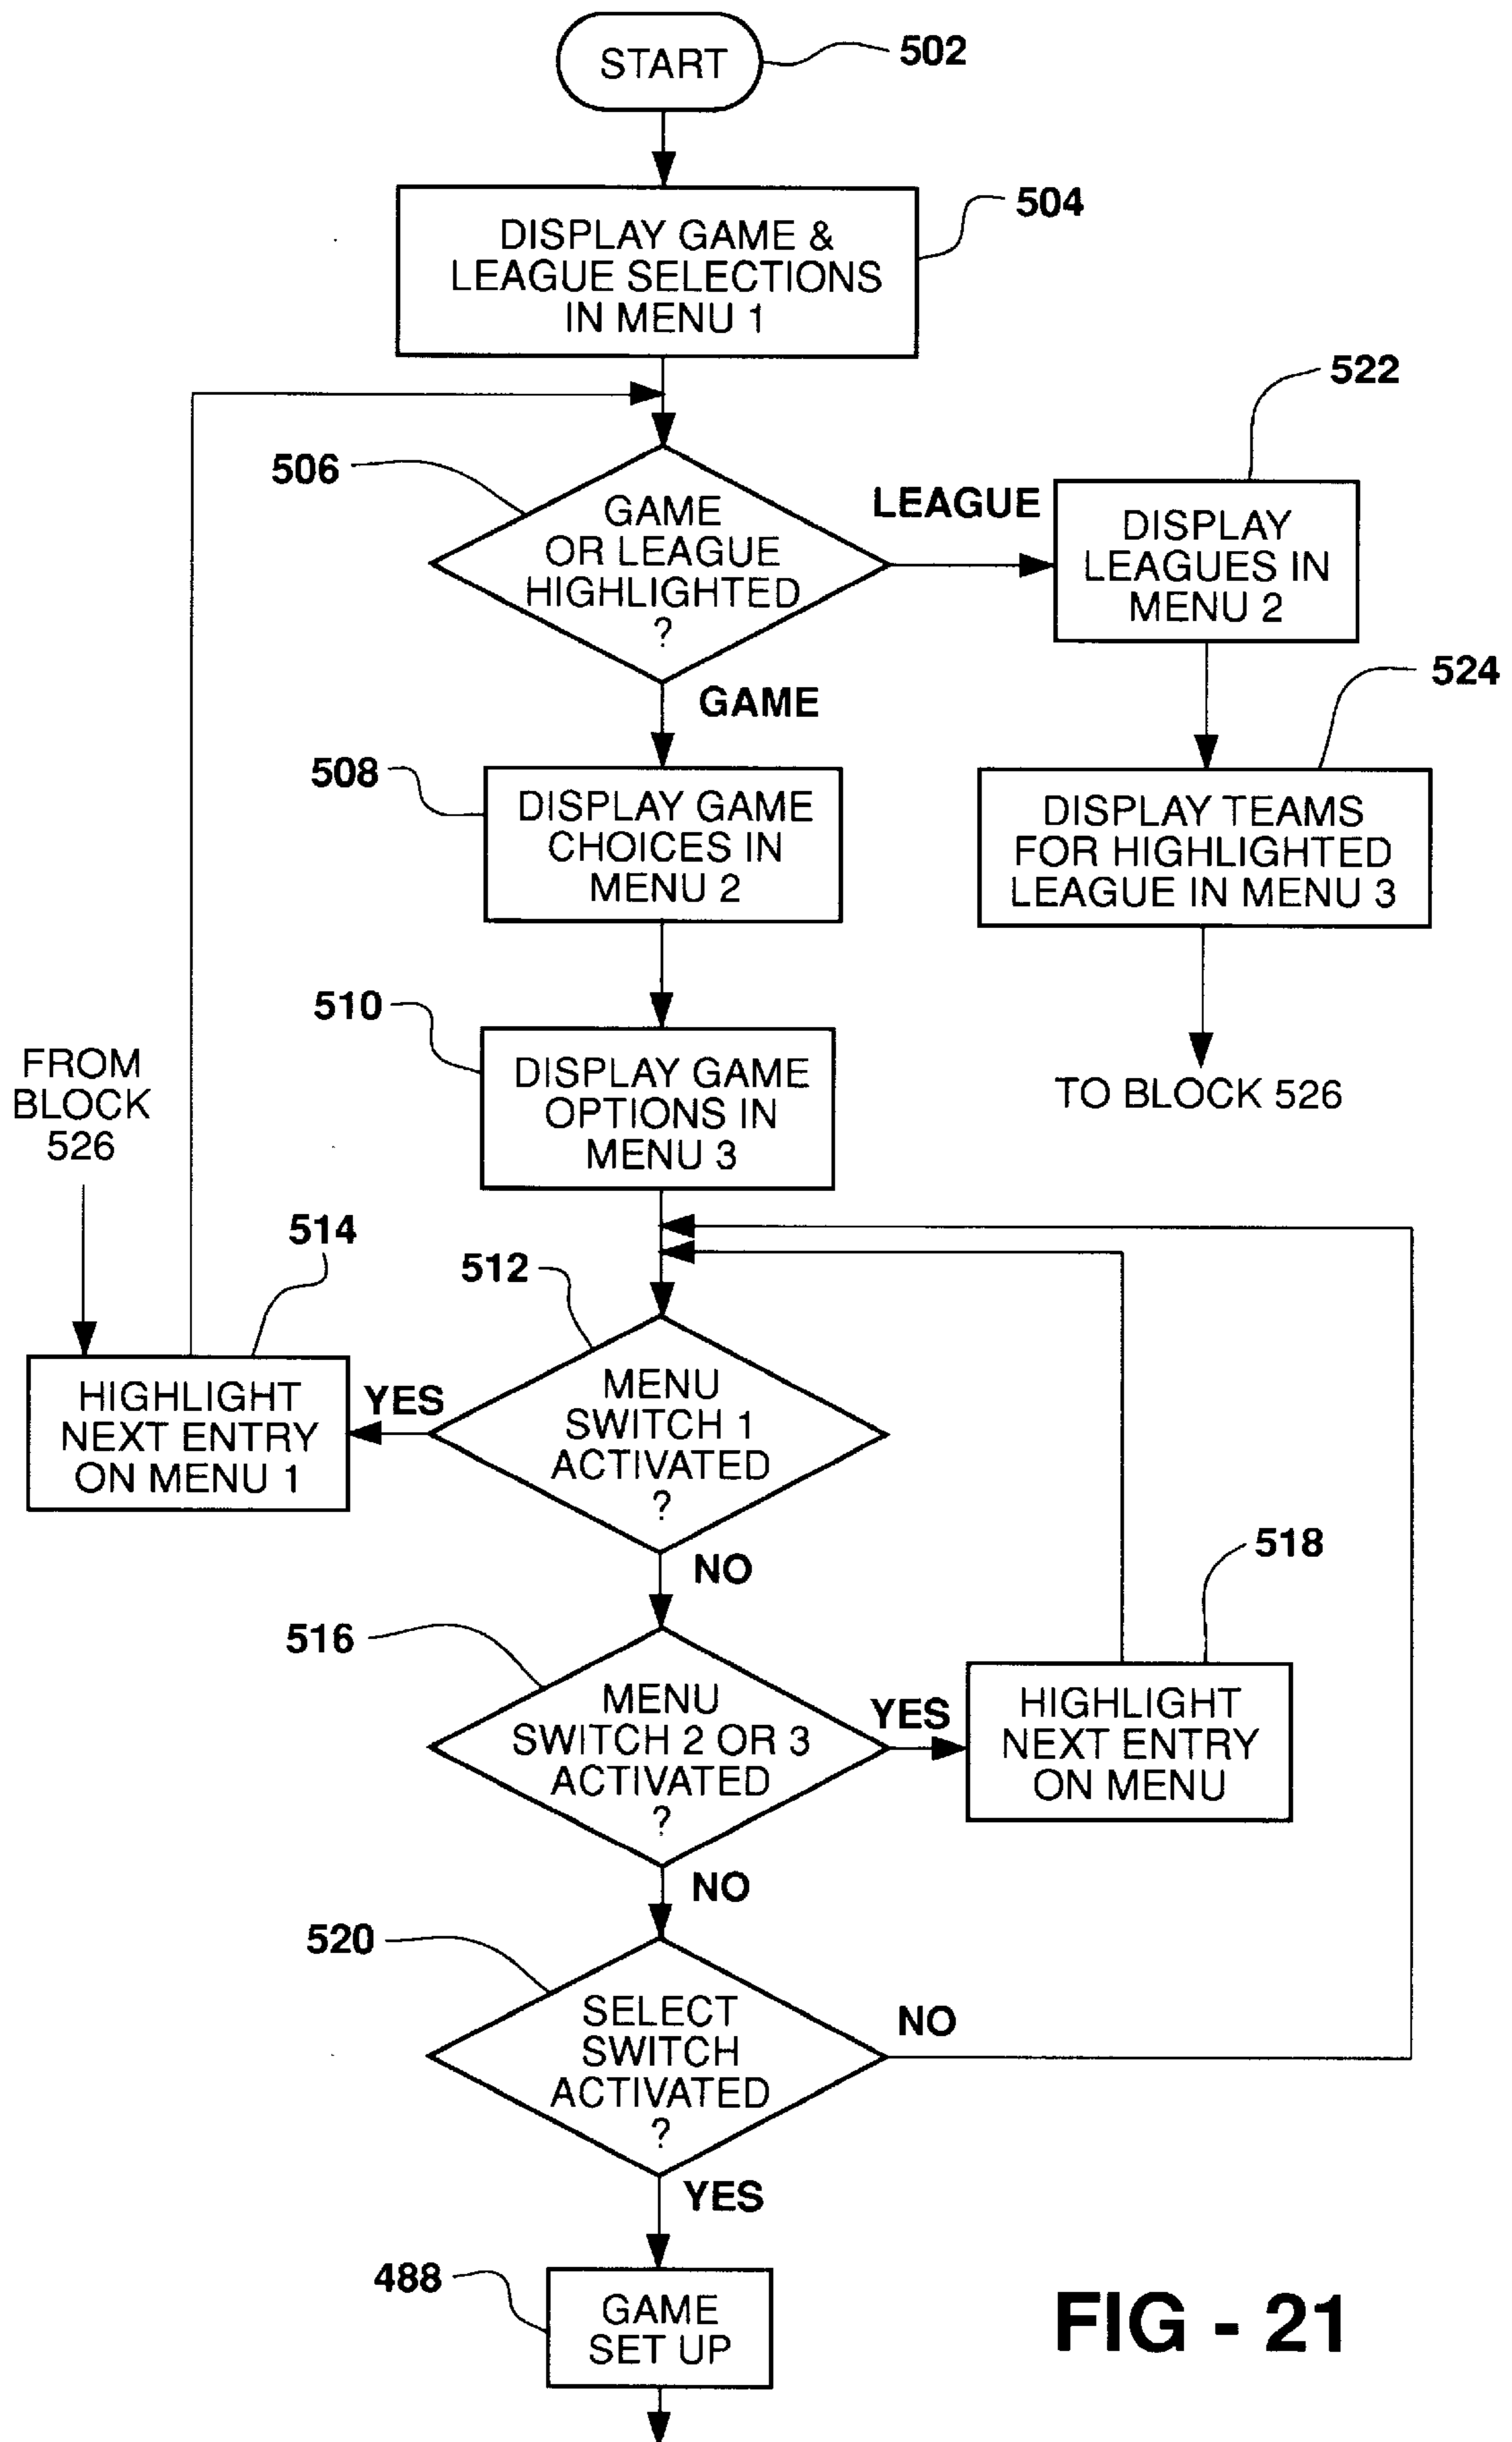 START
502
DISPLAY GAME &
LEAGUE SELECTIONS
IN MENU 1
504
506
GAME
OR LEAGUE
HIGHLIGHTED
?
LEAGUE
522
DISPLAY
LEAGUES IN
MENU 2
GAME
524
DISPLAY TEAMS
FOR HIGHLIGHTED
LEAGUE IN MENU 3
TO BLOCK 526
508
DISPLAY GAME
CHOICES IN
MENU 2
510
DISPLAY GAME
OPTIONS IN
MENU 3
FROM
BLOCK
526
514
HIGHLIGHT
NEXT ENTRY
ON MENU 1
YES
512
MENU
SWITCH 1
ACTIVATED
?
NO
516
MENU
SWITCH 2 OR 3
ACTIVATED
?
YES
518
HIGHLIGHT
NEXT ENTRY
ON MENU
NO
520
SELECT
SWITCH
ACTIVATED
?
NO
YES
488
GAME
SET UP
FIG - 21